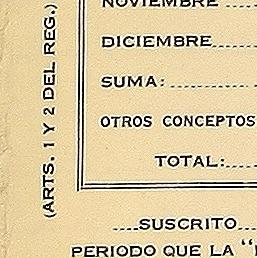 NOVIEMBRE
DICIEMBRE
SUMA:
OTROS CONCEPTOS
TOTAL:
SUSCRITO
PERIODO QUE LA "
(ARTS. 1 Y 2 DEL REG.)